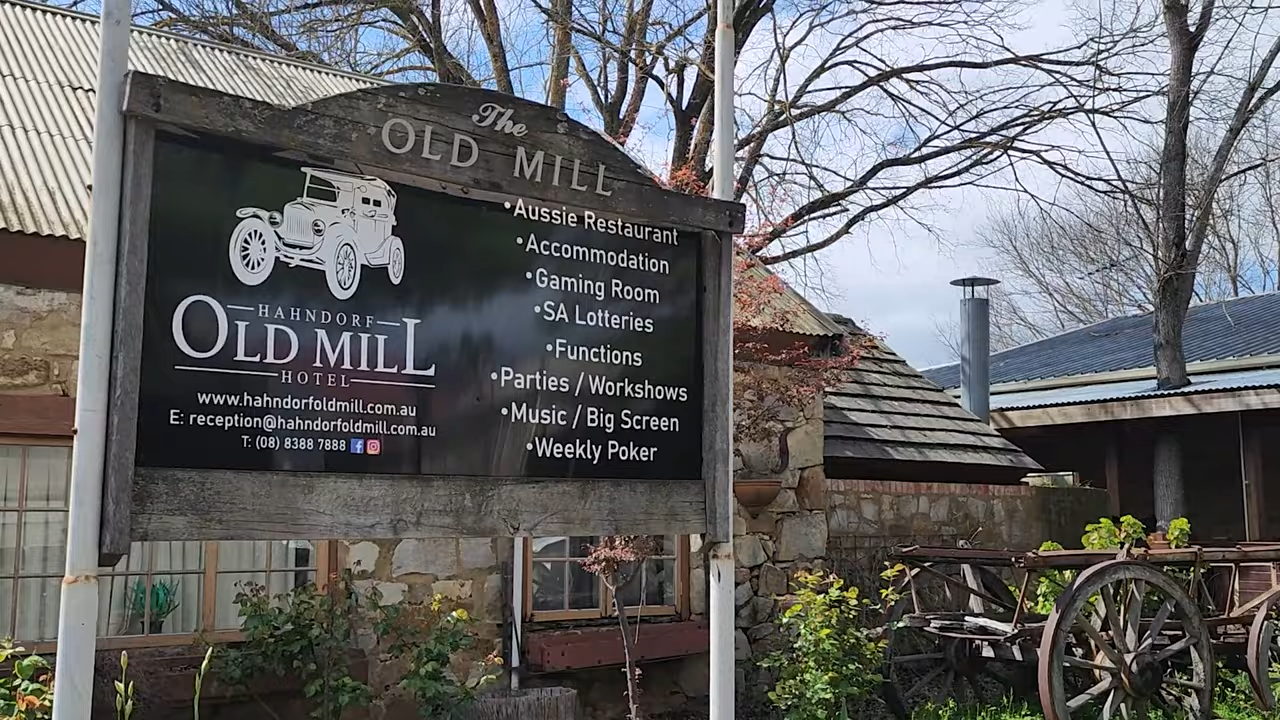 The
OLD MILL
HAHNDORF
OLD MILL
HOTEL
www.hahndorfoldmill.com.au
E: reception@hahndorfoldmill.com.au
T: (08) 8388 7888
•Aussie Restaurant
•Accommodation
•Gaming Room
•SA Lotteries
•Functions
•Parties / Workshows
•Music / Big Screen
•Weekly Poker